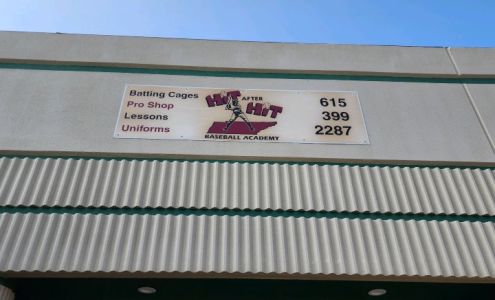 Batting Cages
Pro Shop
Lessons
Uniforms
HiT AFTER
HiT
BASEBALL ACADEMY
615
399
2287